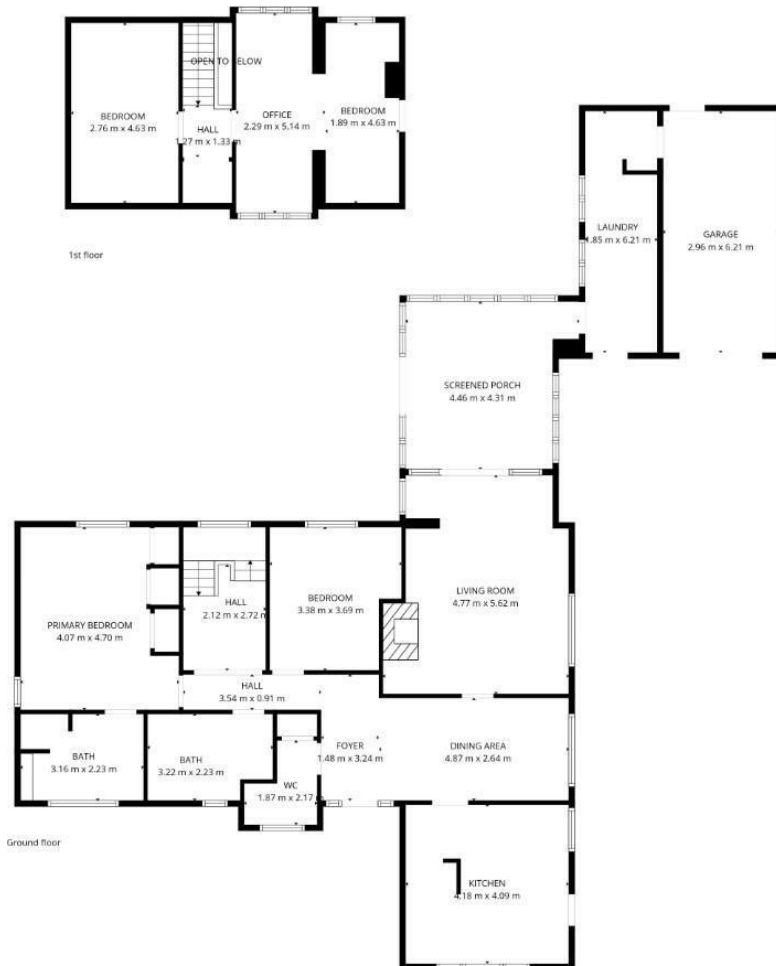 OPEN TO BELOW
BEDROOM
2.76 m x 4.63 m
HALL
1.27 m x 1.33 m
OFFICE
2.29 m x 5.14 m
BEDROOM
1.89 m x 4.63 m
1st floor
LAUNDRY
1.85 m x 6.21 m
GARAGE
2.96 m x 6.21 m
SCREENED PORCH
4.46 m x 4.31 m
PRIMARY BEDROOM
4.07 m x 4.70 m
HALL
2.12 m x 2.72 m
BEDROOM
3.38 m x 3.69 m
LIVING ROOM
4.77 m x 5.62 m
HALL
3.54 m x 0.91 m
BATH
3.16 m x 2.23 m
BATH
3.22 m x 2.23 m
WC
1.87 m x 2.17 m
FOYER
1.48 m x 3.24 m
DINING AREA
4.87 m x 2.64 m
Ground floor
KITCHEN
4.18 m x 4.09 m